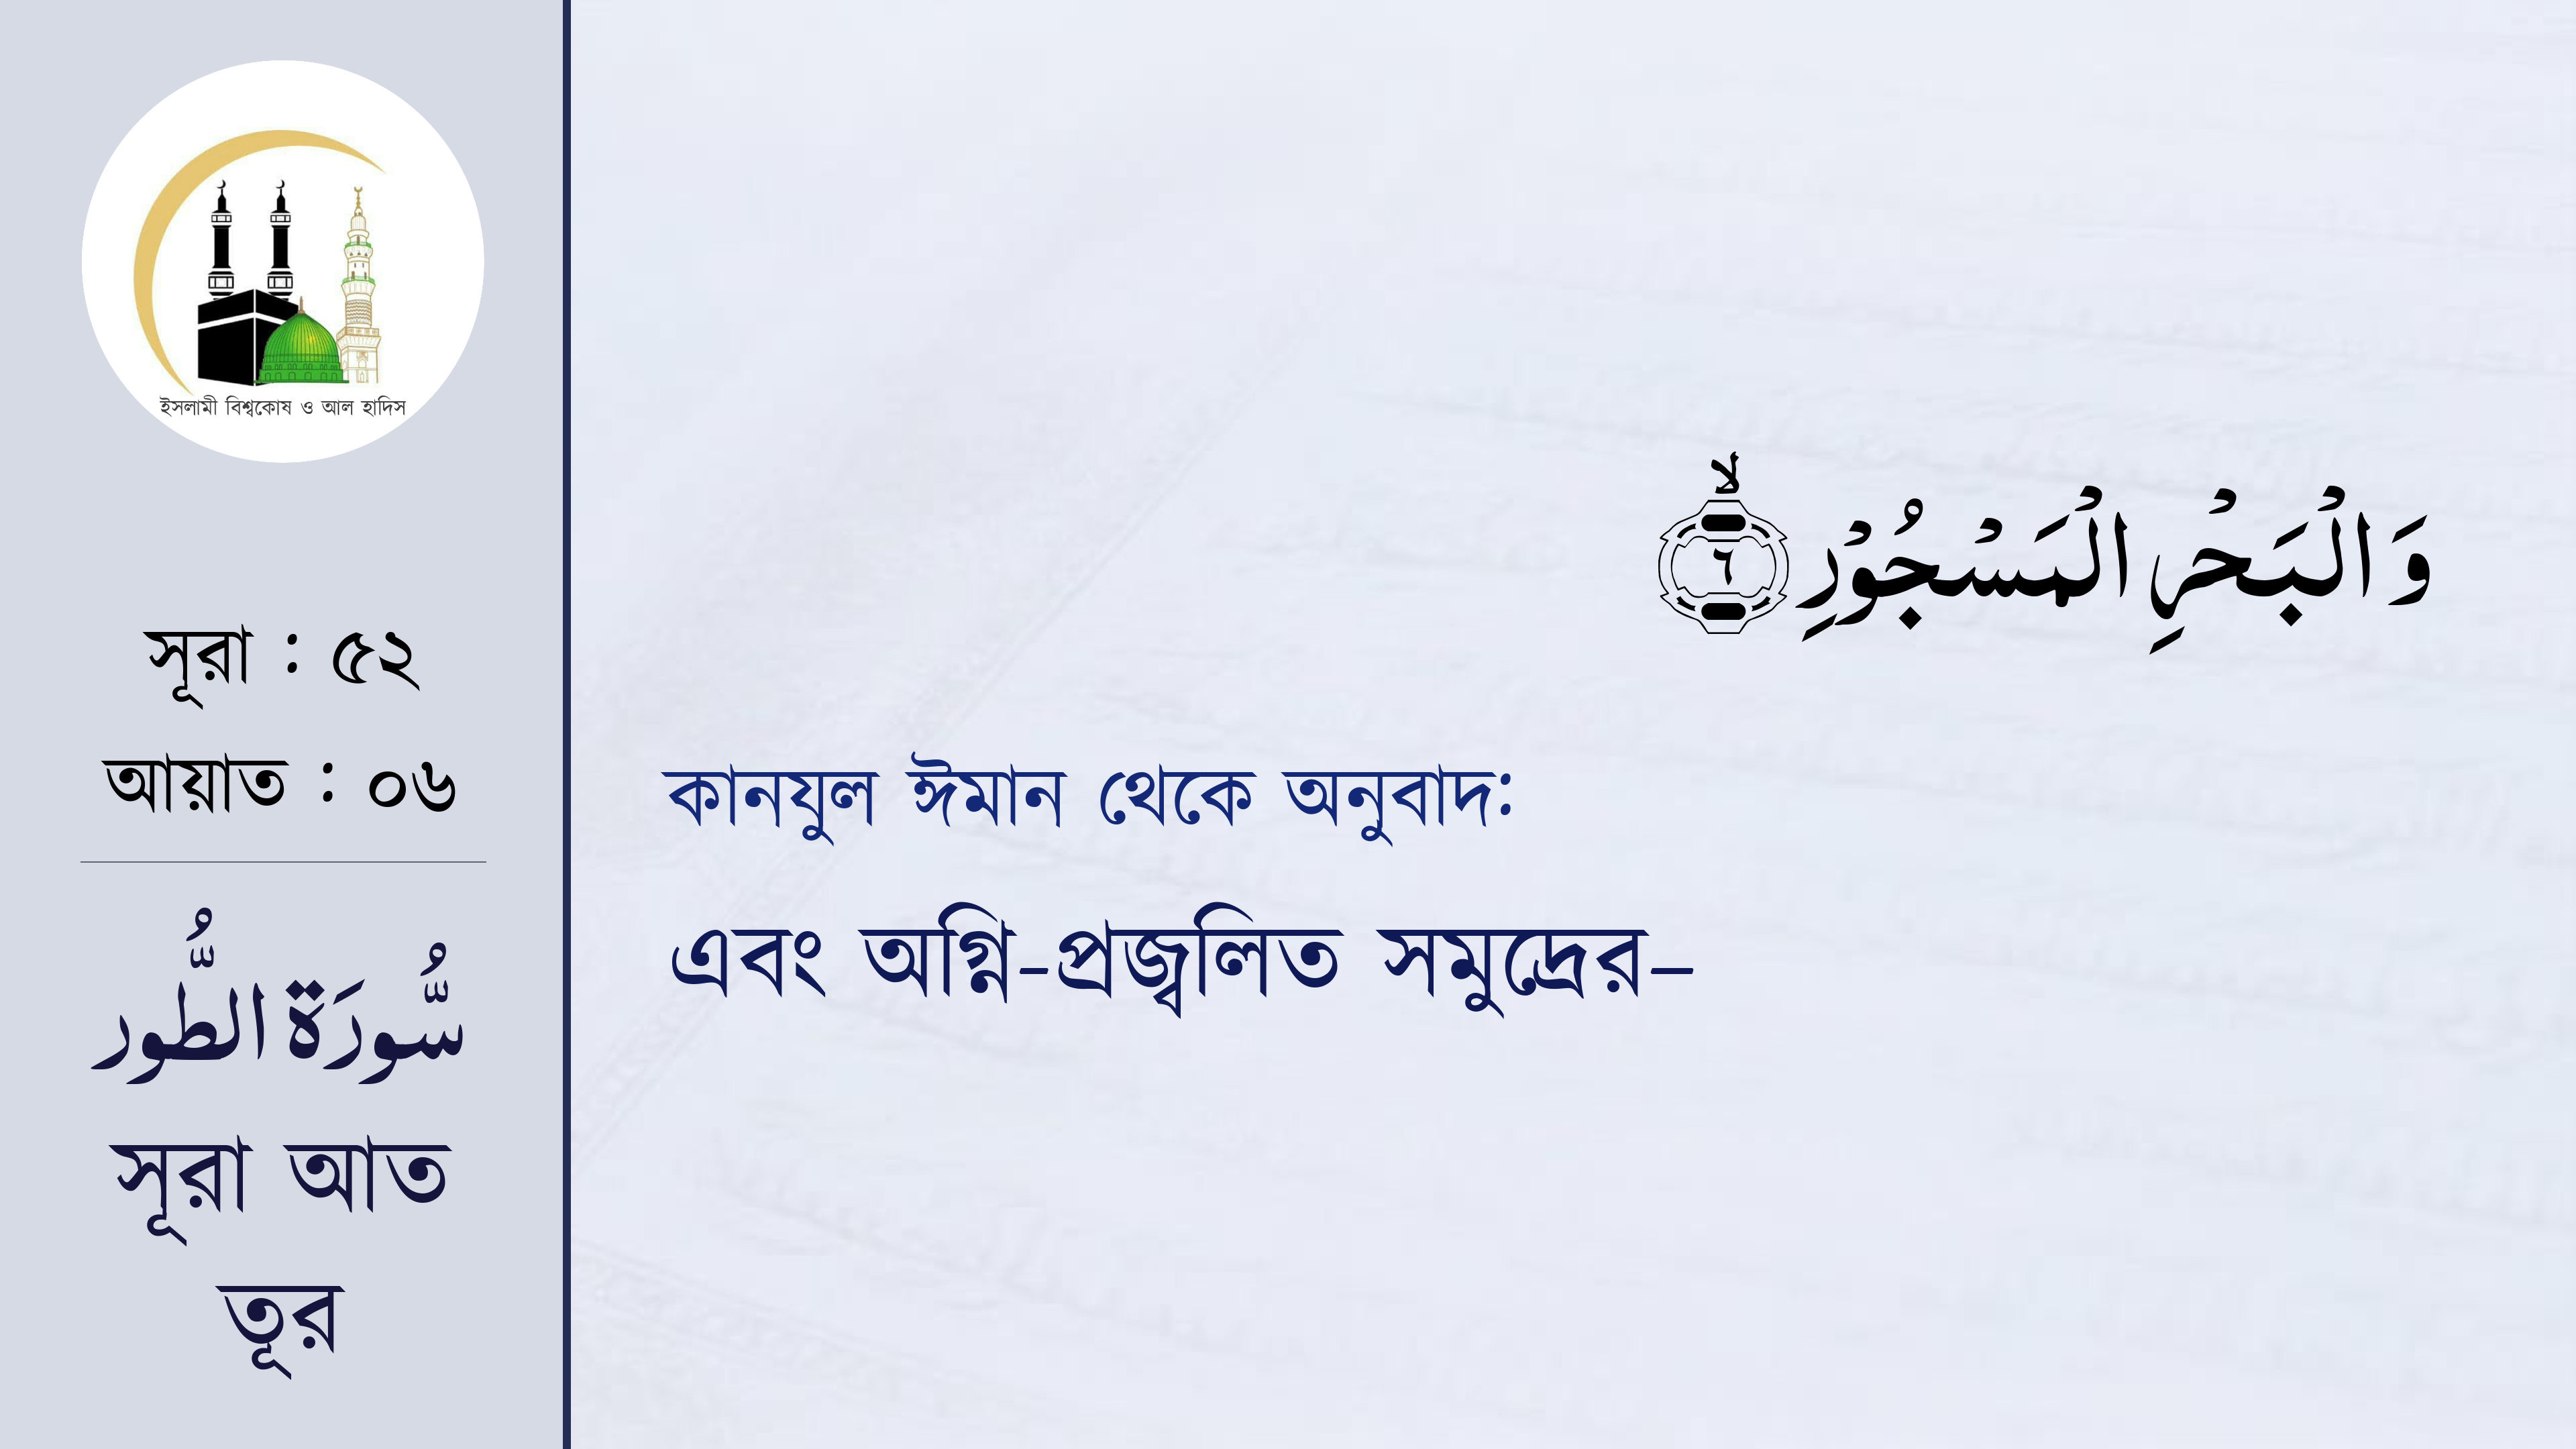 ইসলামী বিশ্বকোষ ও আল হাদিস
সূরা : ৫২
আয়াত : ০৬
سُّورَة الطُّور
সূরা আত
তূর
وَالْبَحْرِ الْمَسْجُوْرِ ۙ﴿٦﴾
কানযুল ঈমান থেকে অনুবাদ:
এবং অগ্নি-প্রজ্বলিত সমুদ্রের–